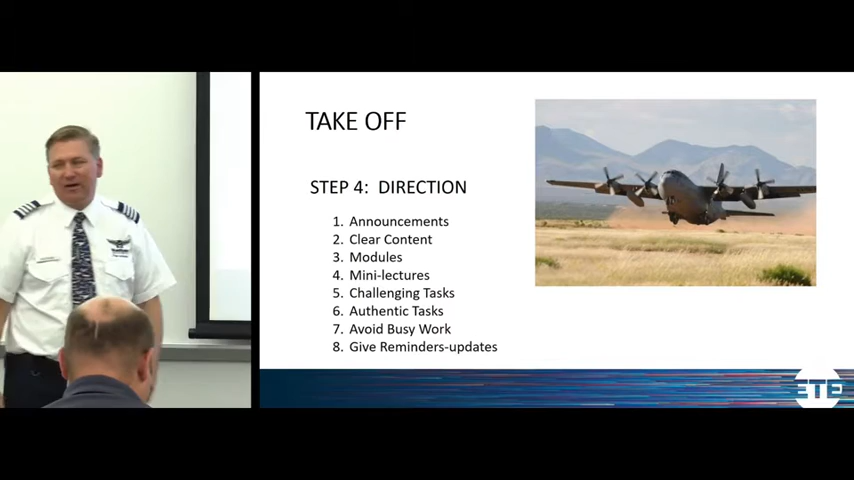 TAKE OFF
STEP 4: DIRECTION
1. Announcements
2. Clear Content
3. Modules
4. Mini-lectures
5. Challenging Tasks
6. Authentic Tasks
7. Avoid Busy Work
8. Give Reminders-updates
ETE